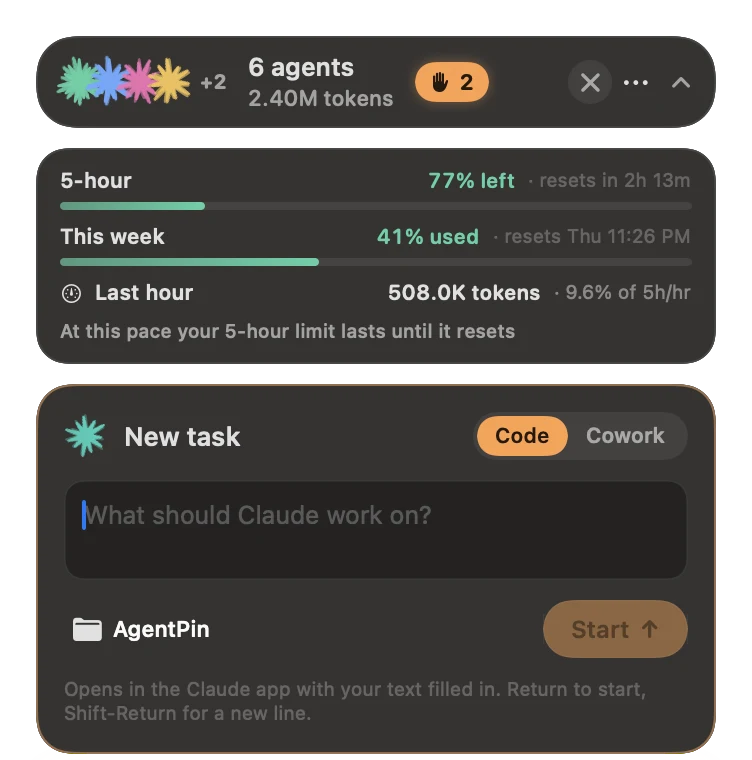 +2 6 agents 2
2.40M tokens
5-hour 77% left · resets in 2h 13m
This week 41% used · resets Thu 11:26 PM
Last hour 508.0K tokens · 9.6% of 5h/hr
At this pace your 5-hour limit lasts until it resets
New task Code Cowork
What should Claude work on?
AgentPin Start ↑
Opens in the Claude app with your text filled in. Return to start,
Shift-Return for a new line.